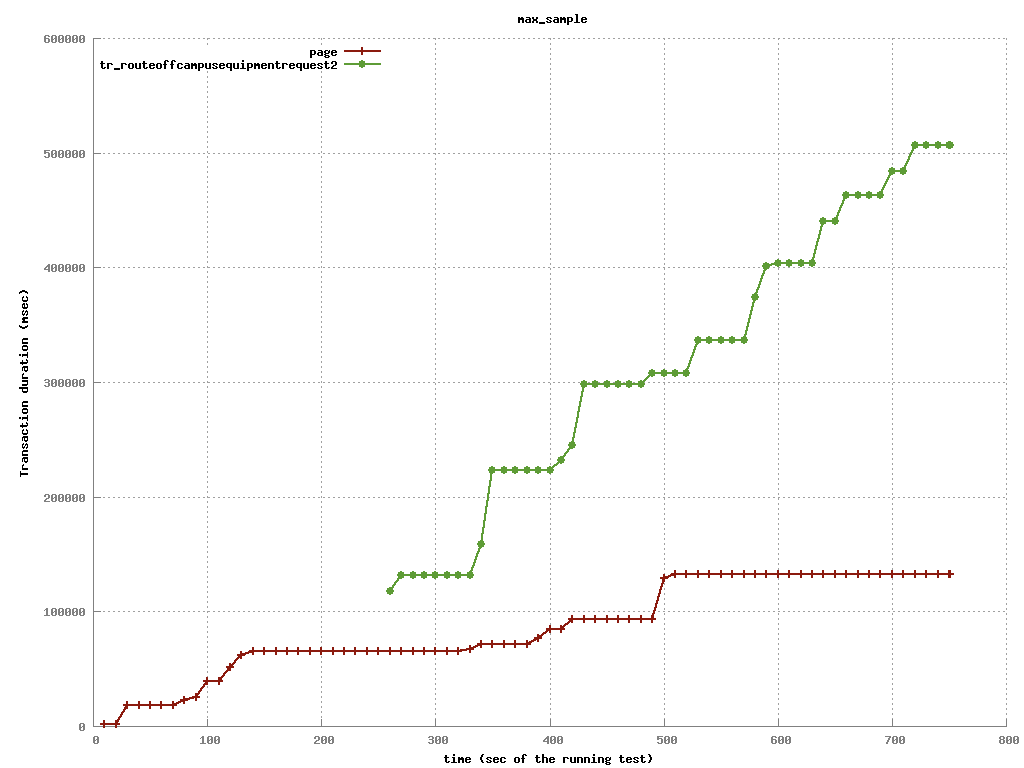 max_sample
page
tr_routeoffcampusequipmentrequest2
Transaction duration (msec)
600000
500000
400000
300000
200000
100000
0
0 100 200 300 400 500 600 700 800
time (sec of the running test)